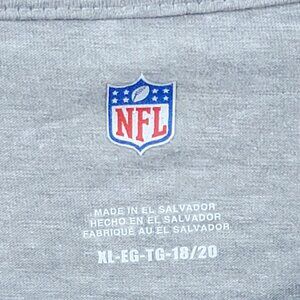 NFL
MADE IN EL SALVADOR
HECHO EN EL SALVADOR
FABRIQUÉ AU EL SALVADOR
XL-EG-TG-18/20